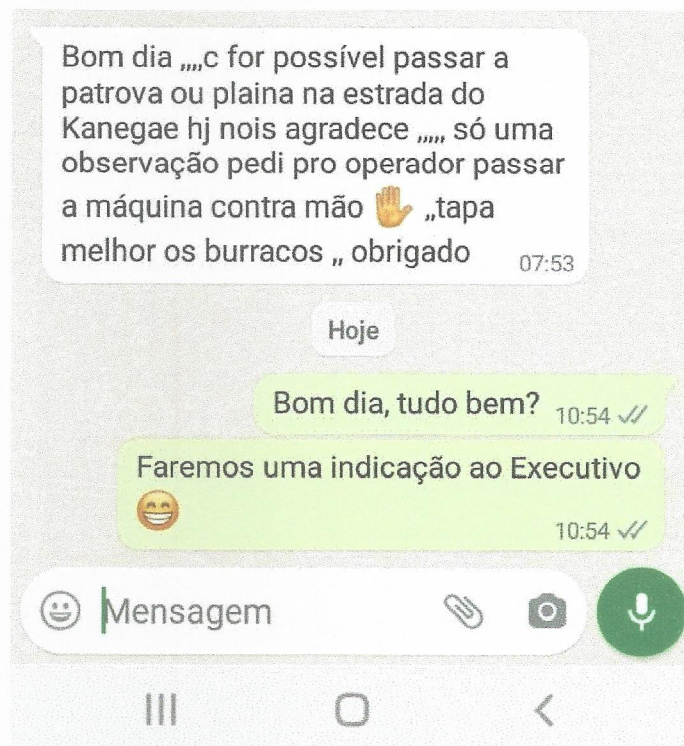 Bom dia ,,,,c for possível passar a
patrova ou plaina na estrada do
Kanegae hj nois agradece ,,,,, só uma
observação pedi pro operador passar
a máquina contra mão 🖐 ,,tapa
melhor os burracos ,, obrigado 07:53
Hoje
Bom dia, tudo bem? 10:54
Faremos uma indicação ao Executivo
😁 10:54
Mensagem